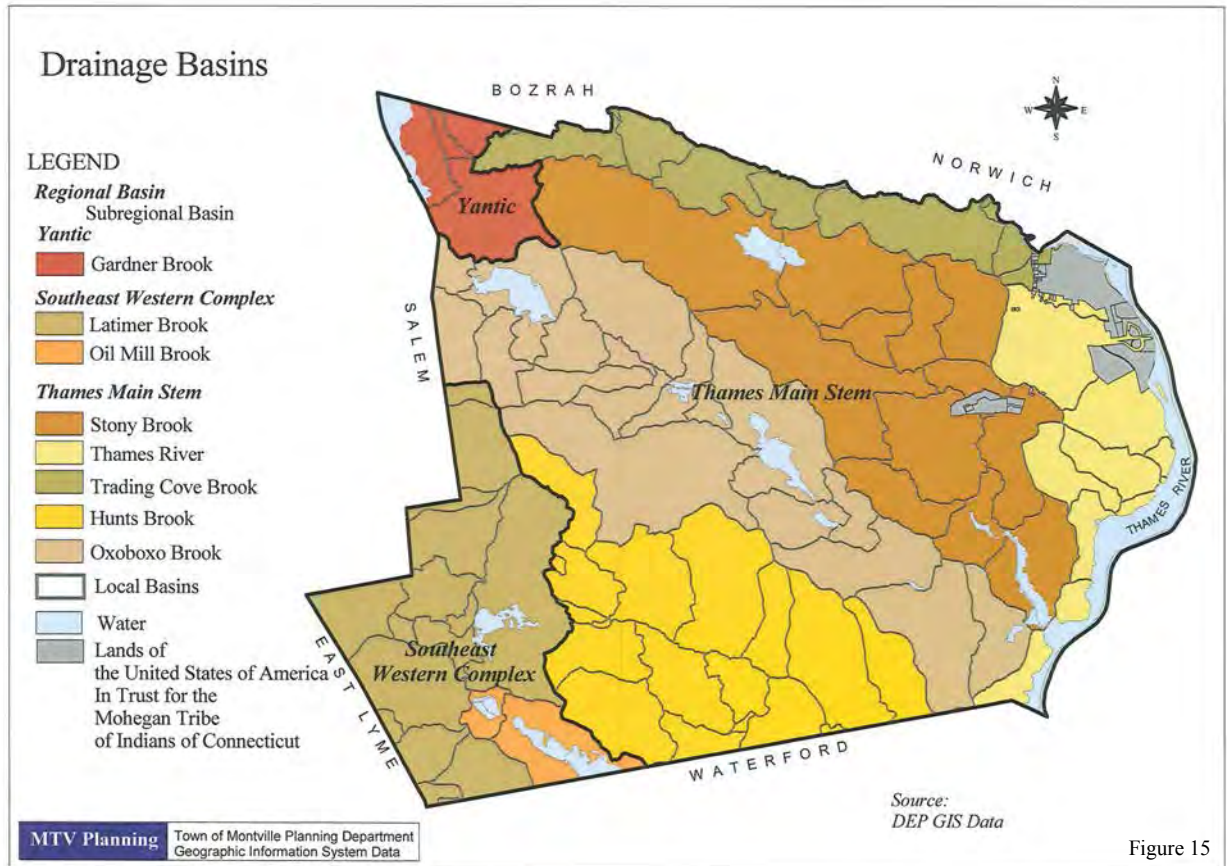 Drainage Basins
BOZRAH
N
W E
S
NORWICH
LEGEND
Regional Basin
Subregional Basin
Yantic
Gardner Brook
Southeast Western Complex
Latimer Brook
Oil Mill Brook
Thames Main Stem
Stony Brook
Thames River
Trading Cove Brook
Hunts Brook
Oxoboxo Brook
Local Basins
Water
Lands of
the United States of America
In Trust for the
Mohegan Tribe
of Indians of Connecticut
Yantic
SALEM
Thames Main Stem
THAMES RIVER
Southeast
Western Complex
EAST LYME
WATERFORD
Source:
DEP GIS Data
MTV Planning
Town of Montville Planning Department
Geographic Information System Data
Figure 15